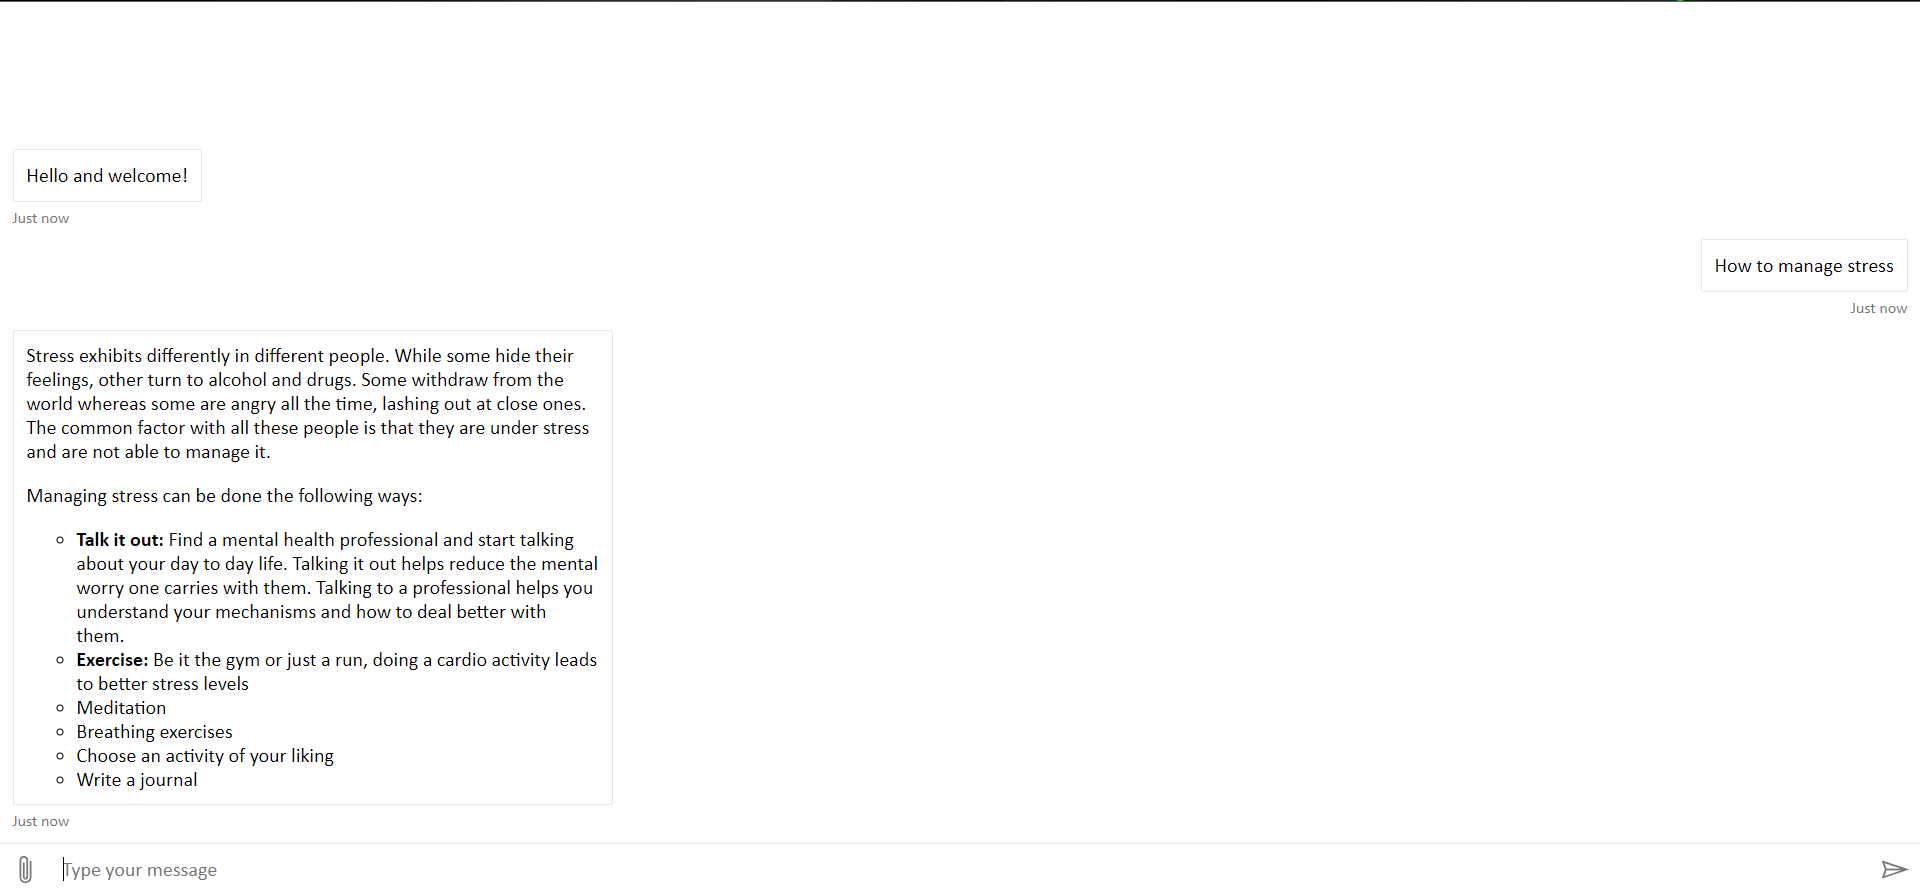 Hello and welcome!
Just now
How to manage stress
Just now
Stress exhibits differently in different people. While some hide their
feelings, other turn to alcohol and drugs. Some withdraw from the
world whereas some are angry all the time, lashing out at close ones.
The common factor with all these people is that they are under stress
and are not able to manage it.
Managing stress can be done the following ways:
Talk it out: Find a mental health professional and start talking
about your day to day life. Talking it out helps reduce the mental
worry one carries with them. Talking to a professional helps you
understand your mechanisms and how to deal better with
them.
Exercise: Be it the gym or just a run, doing a cardio activity leads
to better stress levels
Meditation
Breathing exercises
Choose an activity of your liking
Write a journal
Just now
Type your message